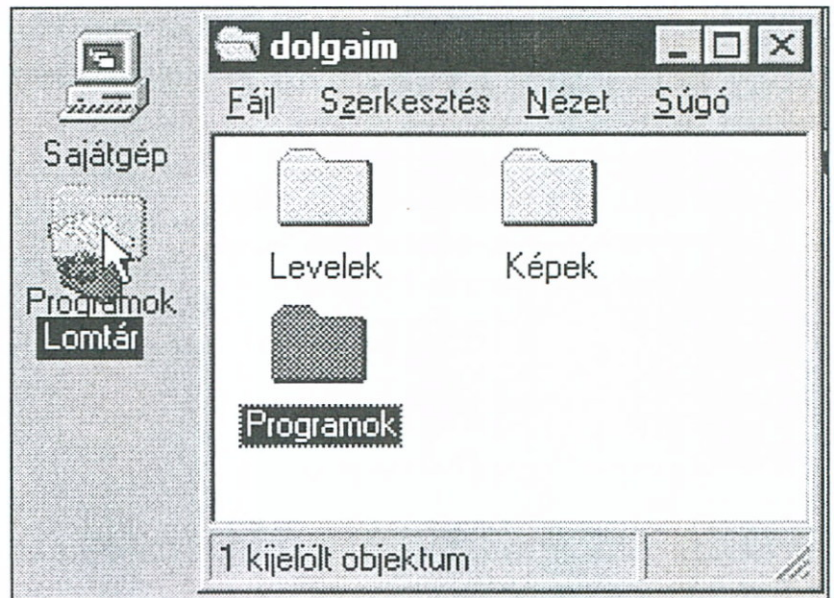 dolgaim
Fájl Szerkesztés Nézet Súgó
Sajátgép
Programok
Lomtár
Levelek Képek
Programok
1 kijelölt objektum